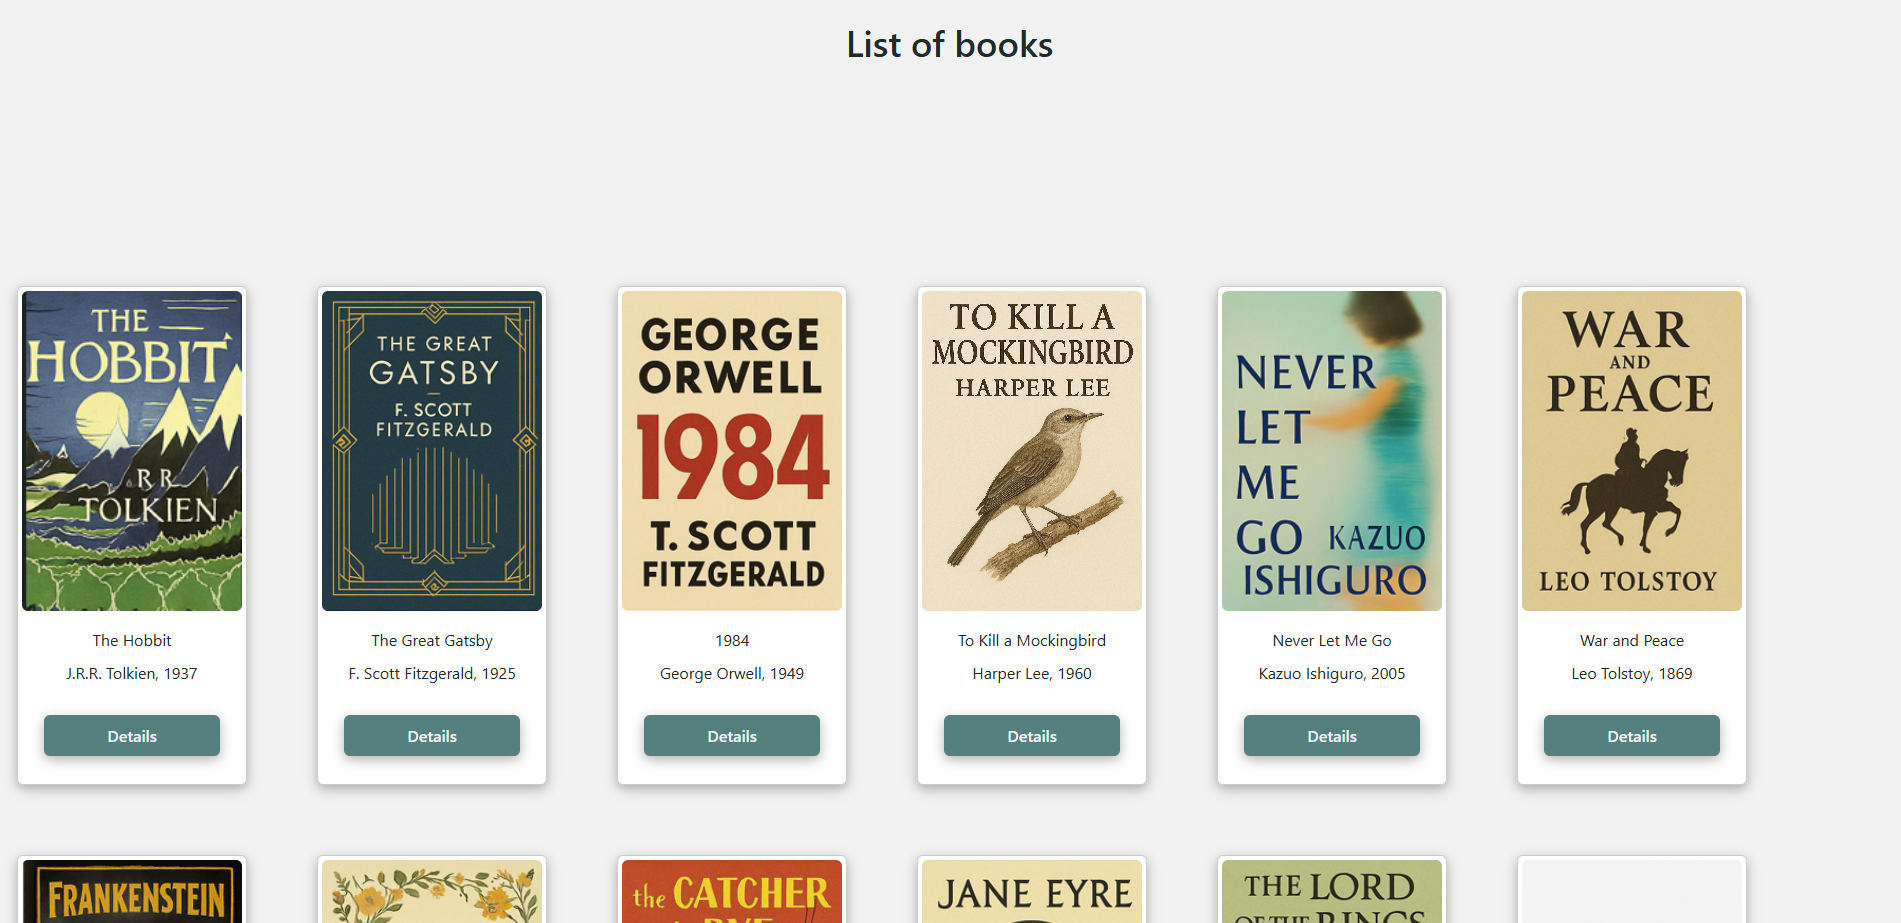 List of books
THE
HOBBIT
R R
TOLKIEN
The Hobbit
J.R.R. Tolkien, 1937
Details
THE GREAT
GATSBY
F. SCOTT
FITZGERALD
The Great Gatsby
F. Scott Fitzgerald, 1925
Details
GEORGE
ORWELL
1984
T. SCOTT
FITZGERALD
1984
George Orwell, 1949
Details
TO KILL A
MOCKINGBIRD
HARPER LEE
To Kill a Mockingbird
Harper Lee, 1960
Details
NEVER
LET
ME
GO KAZUO
ISHIGURO
Never Let Me Go
Kazuo Ishiguro, 2005
Details
WAR
AND
PEACE
LEO TOLSTOY
War and Peace
Leo Tolstoy, 1869
Details
FRANKENSTEIN
the CATCHER
RYE
JANE EYRE
THE LORD
OF THE RINGS